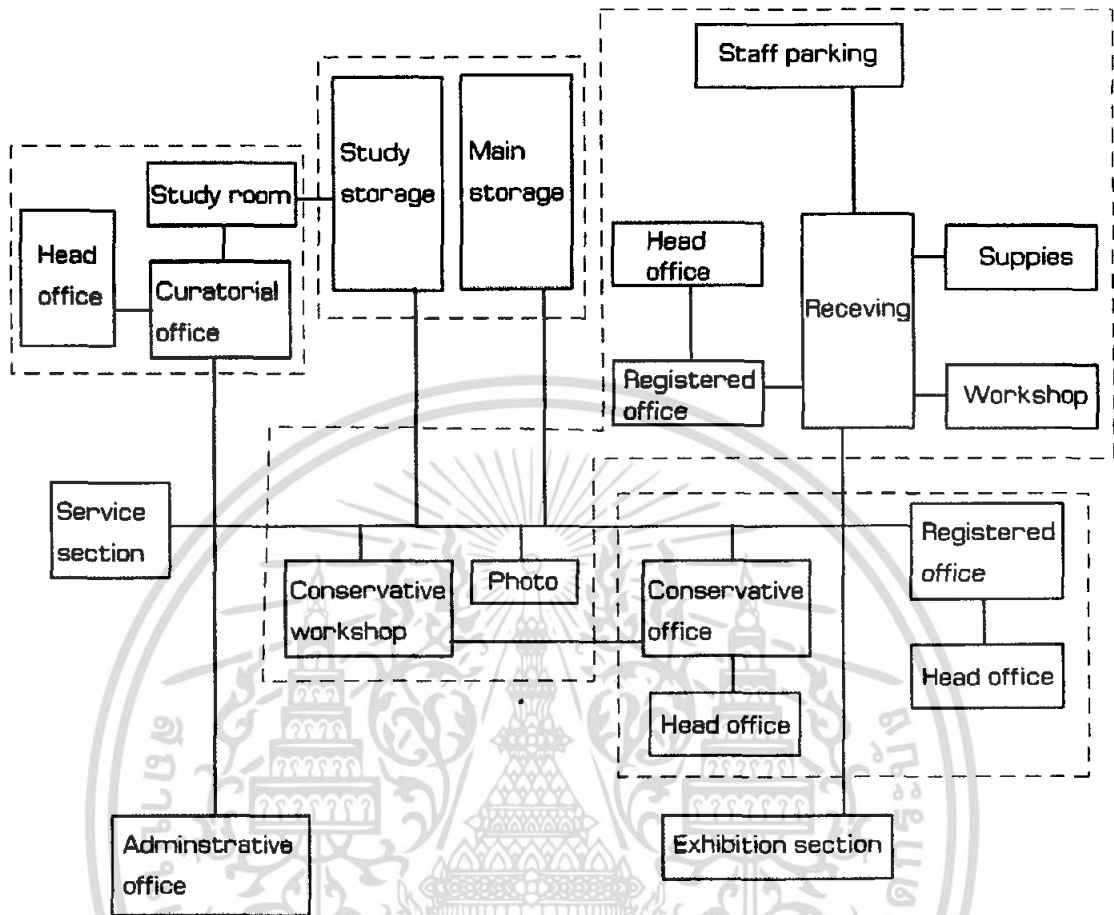 Staff parking
Study
storage
Main
storage
Study room
Head
office
Curatorial
office
Head
office
Receving
Suppies
Registered
office
Workshop
Service
section
Conservative
workshop
Photo
Conservative
office
Registered
office
Head office
Head office
Adminstrative
office
Exhibition section